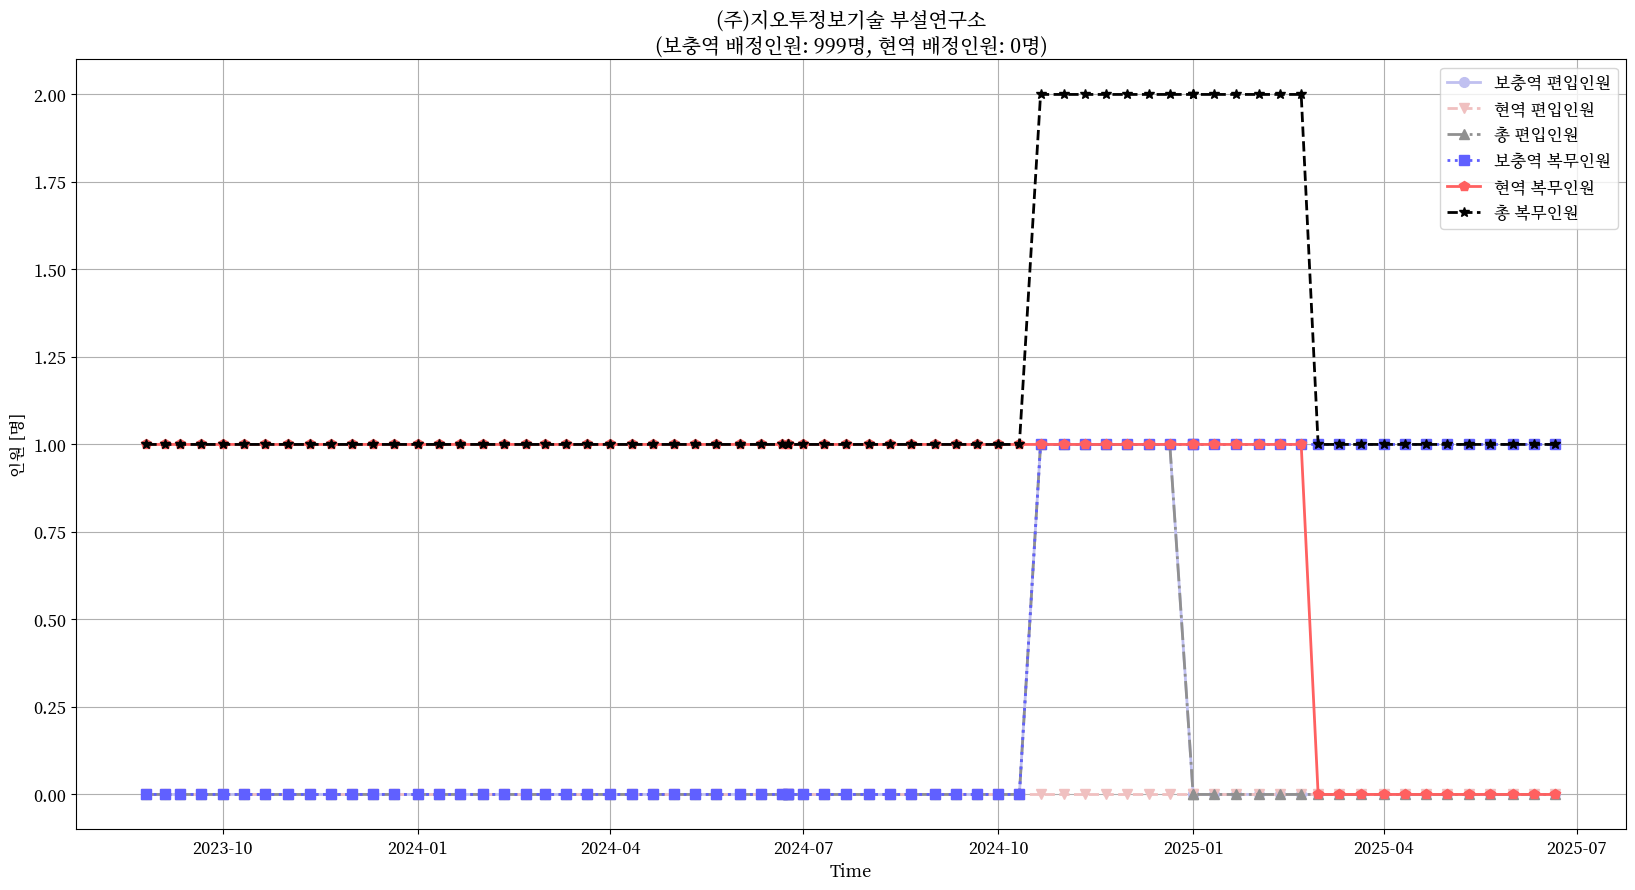 (주)지오투정보기술 부설연구소
(보충역 배정인원: 999명, 현역 배정인원: 0명)
보충역 편입인원
현역 편입인원
총 편입인원
보충역 복무인원
현역 복무인원
총 복무인원
인원 [명]
2.00
1.75
1.50
1.25
1.00
0.75
0.50
0.25
0.00
2023-10
2024-01
2024-04
2024-07
2024-10
2025-01
2025-04
2025-07
Time